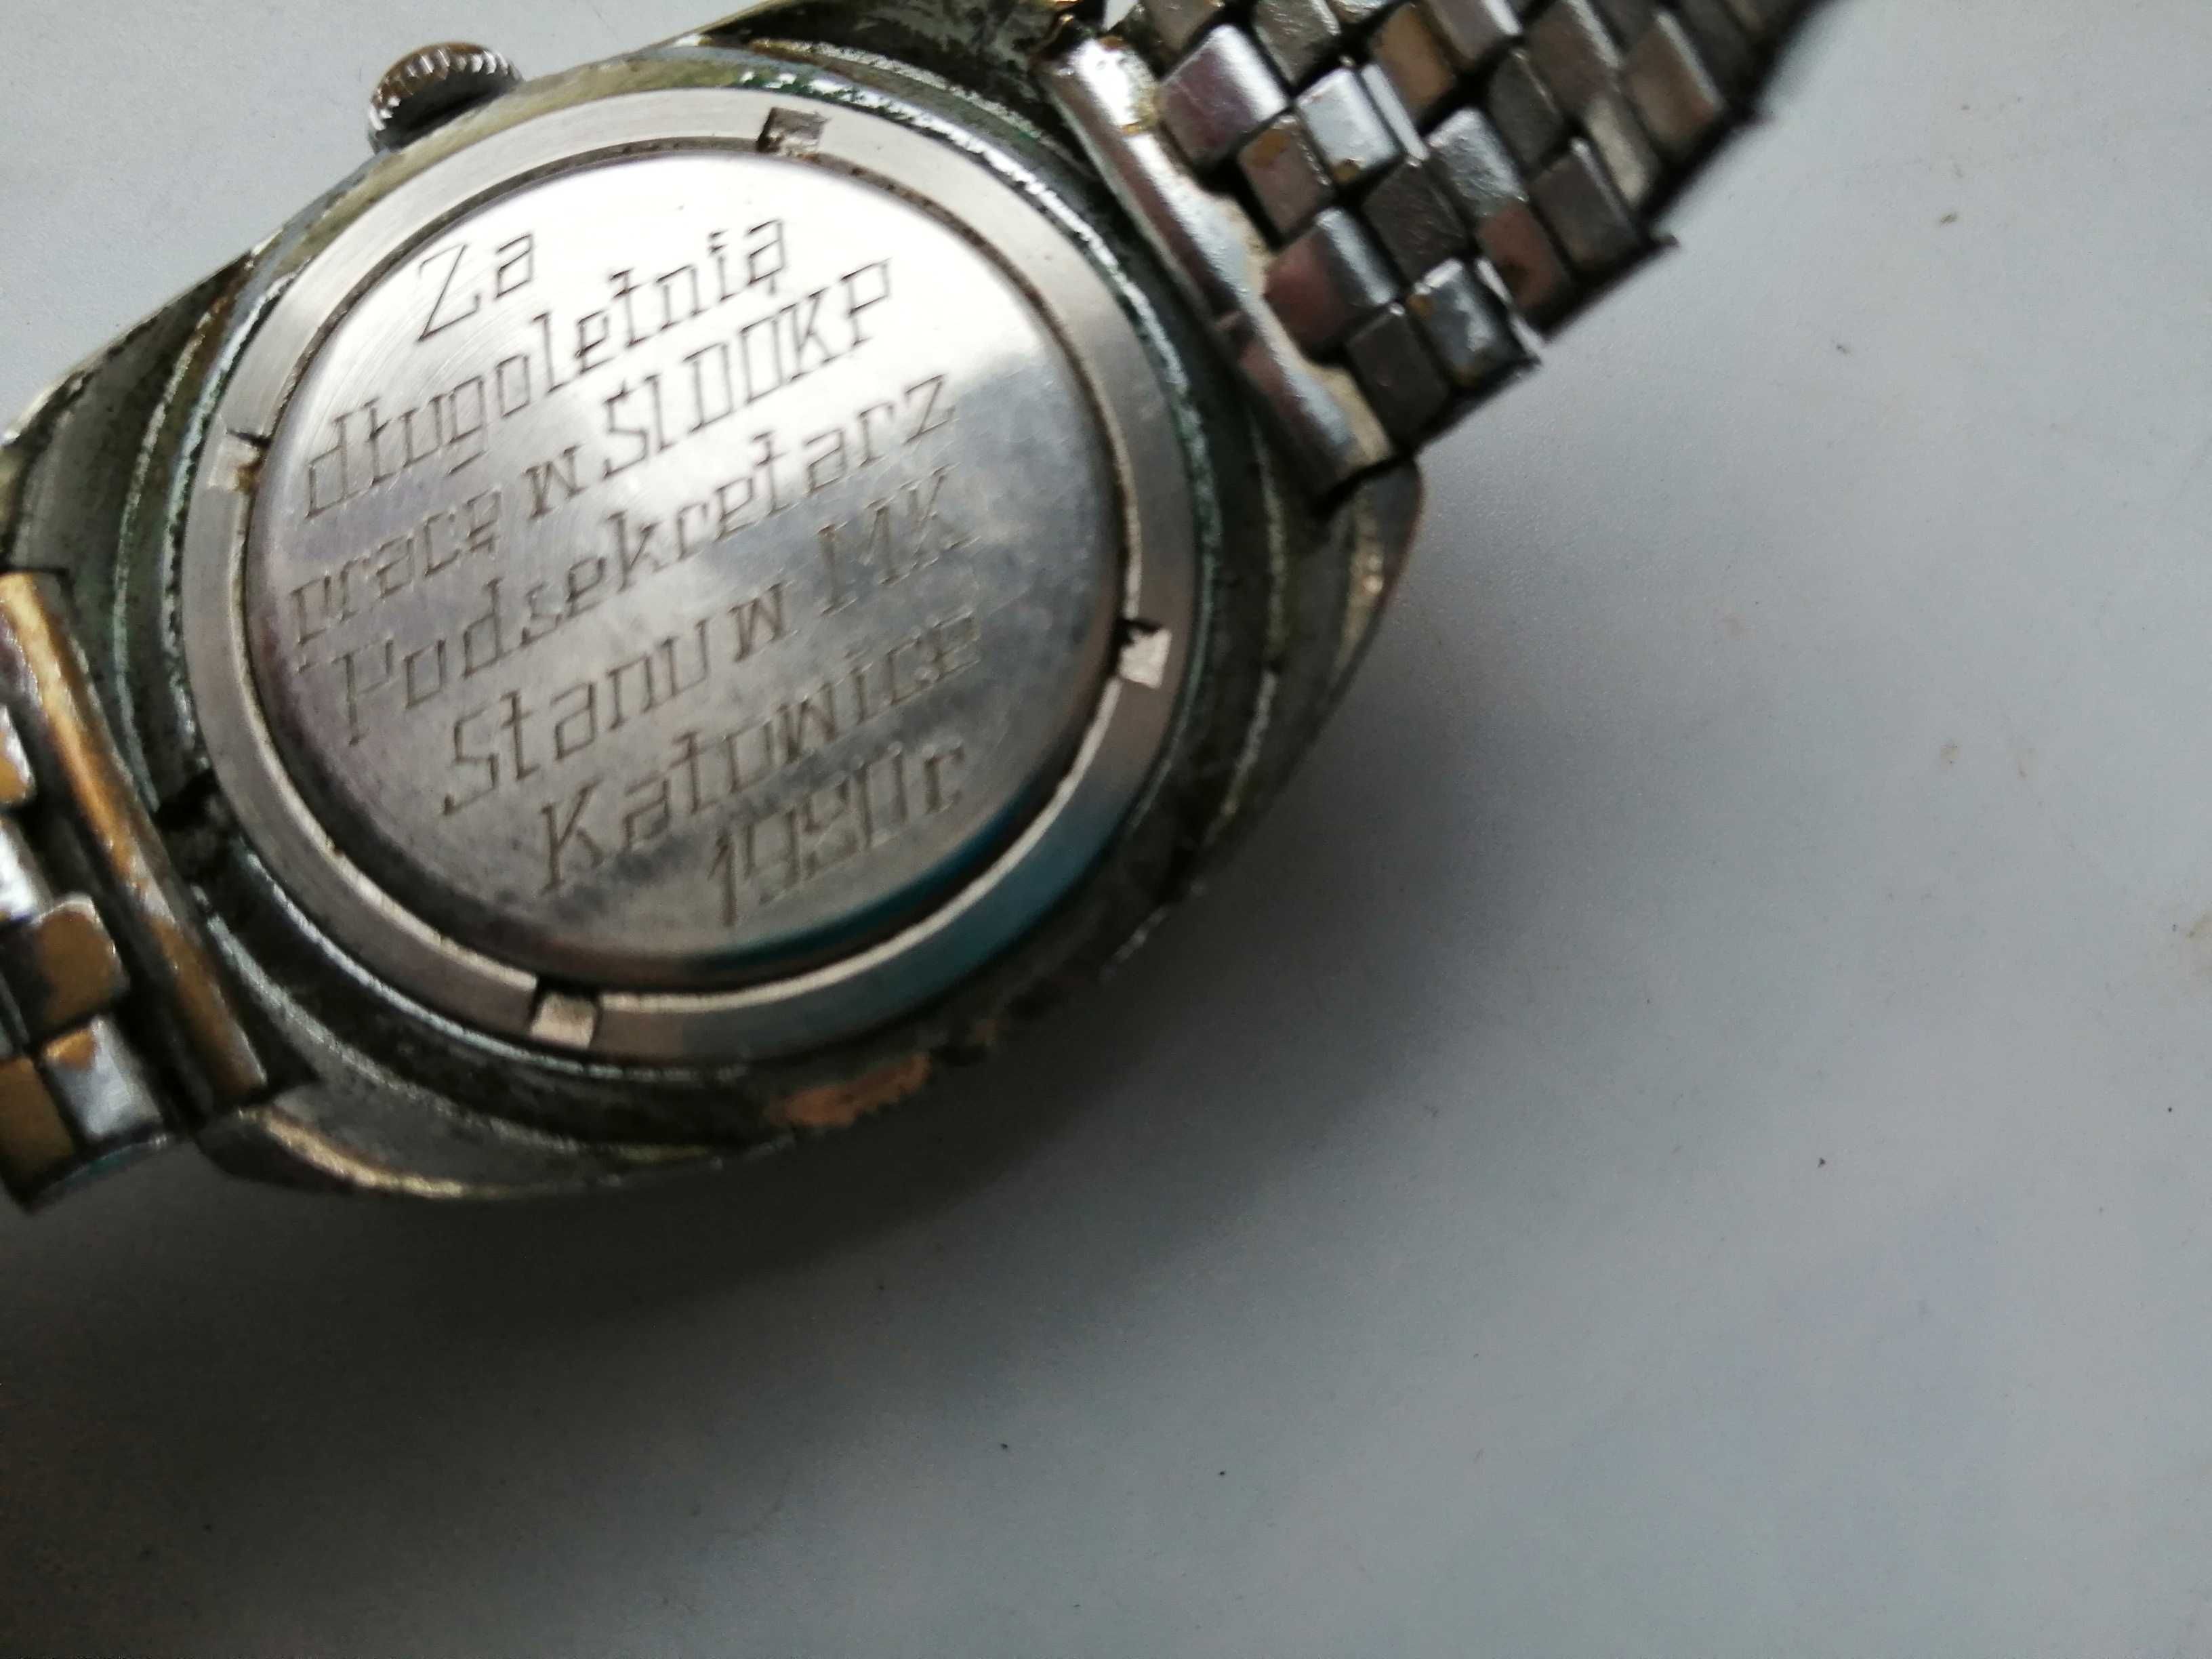 Za
długoletnią
pracę w ŚlDOKP
Podsekretarz
Stanu w MK
Katowice
1980r